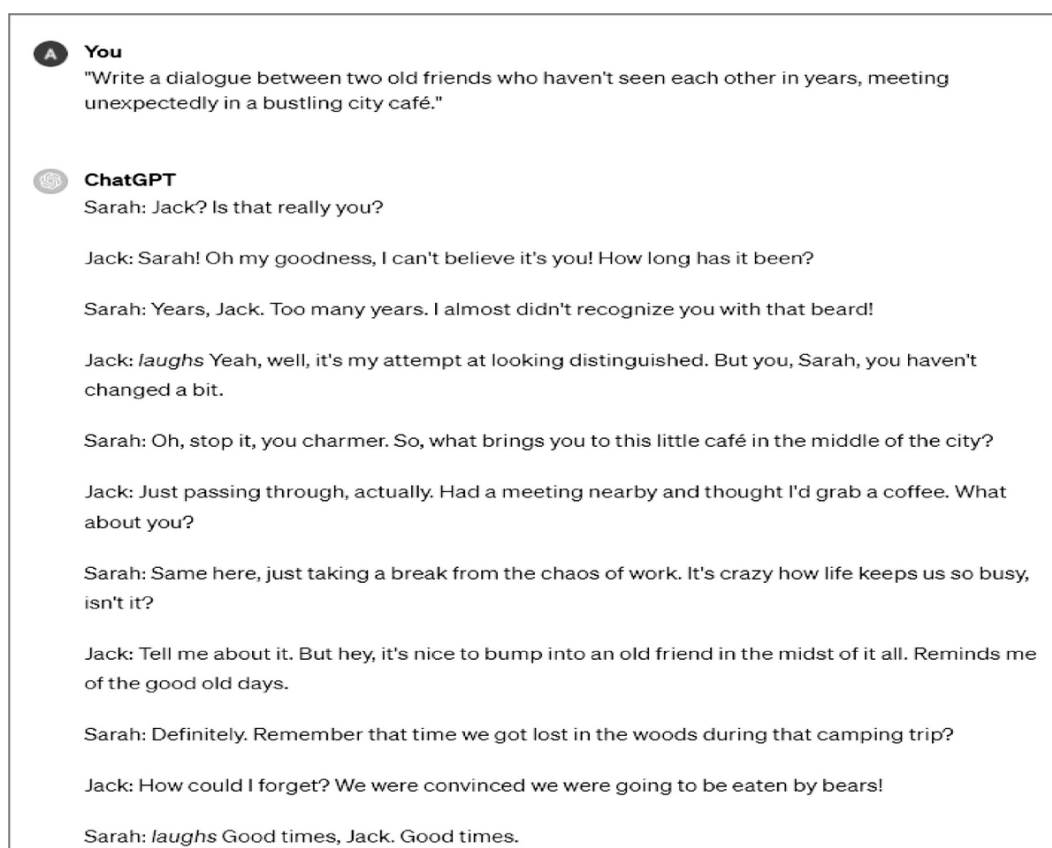 A You
"Write a dialogue between two old friends who haven't seen each other in years, meeting
unexpectedly in a bustling city café."
ChatGPT
Sarah: Jack? Is that really you?
Jack: Sarah! Oh my goodness, I can't believe it's you! How long has it been?
Sarah: Years, Jack. Too many years. I almost didn't recognize you with that beard!
Jack: laughs Yeah, well, it's my attempt at looking distinguished. But you, Sarah, you haven't
changed a bit.
Sarah: Oh, stop it, you charmer. So, what brings you to this little café in the middle of the city?
Jack: Just passing through, actually. Had a meeting nearby and thought I'd grab a coffee. What
about you?
Sarah: Same here, just taking a break from the chaos of work. It's crazy how life keeps us so busy,
isn't it?
Jack: Tell me about it. But hey, it's nice to bump into an old friend in the midst of it all. Reminds me
of the good old days.
Sarah: Definitely. Remember that time we got lost in the woods during that camping trip?
Jack: How could I forget? We were convinced we were going to be eaten by bears!
Sarah: laughs Good times, Jack. Good times.